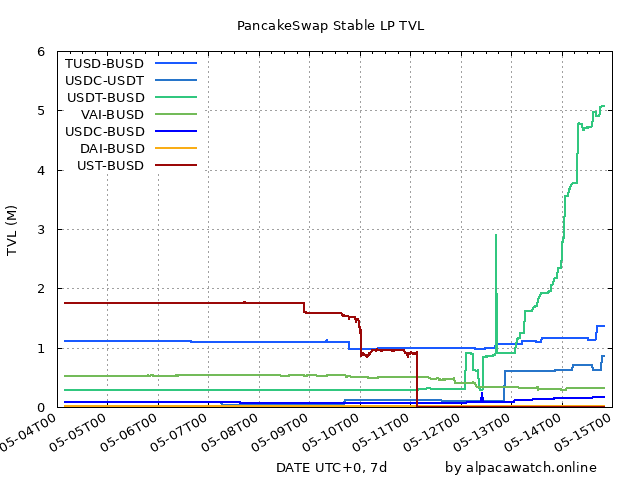 PancakeSwap Stable LP TVL
TVL (M)
6
5
4
3
2
1
0
TUSD-BUSD
USDC-USDT
USDT-BUSD
VAI-BUSD
USDC-BUSD
DAI-BUSD
UST-BUSD
05-04T00
05-05T00
05-06T00
05-07T00
05-08T00
05-09T00
05-10T00
05-11T00
05-12T00
05-13T00
05-14T00
05-15T00
DATE UTC+0, 7d
by alpacawatch.online